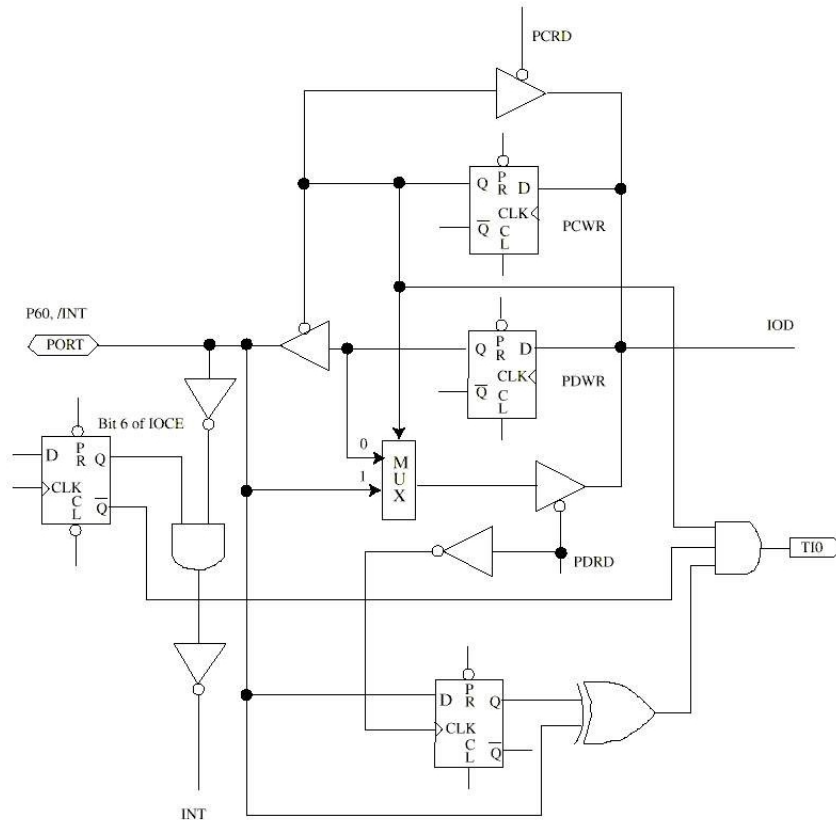 PCRD
Q P R D
CLK
Q C L
PCWR
P60, /INT
PORT
IOD
Q P R D
CLK
Q C L
PDWR
Bit 6 of IOCE
D P R Q
CLK
C L Q
0
1
M U X
PDRD
TI0
D P R Q
CLK
C L Q
INT